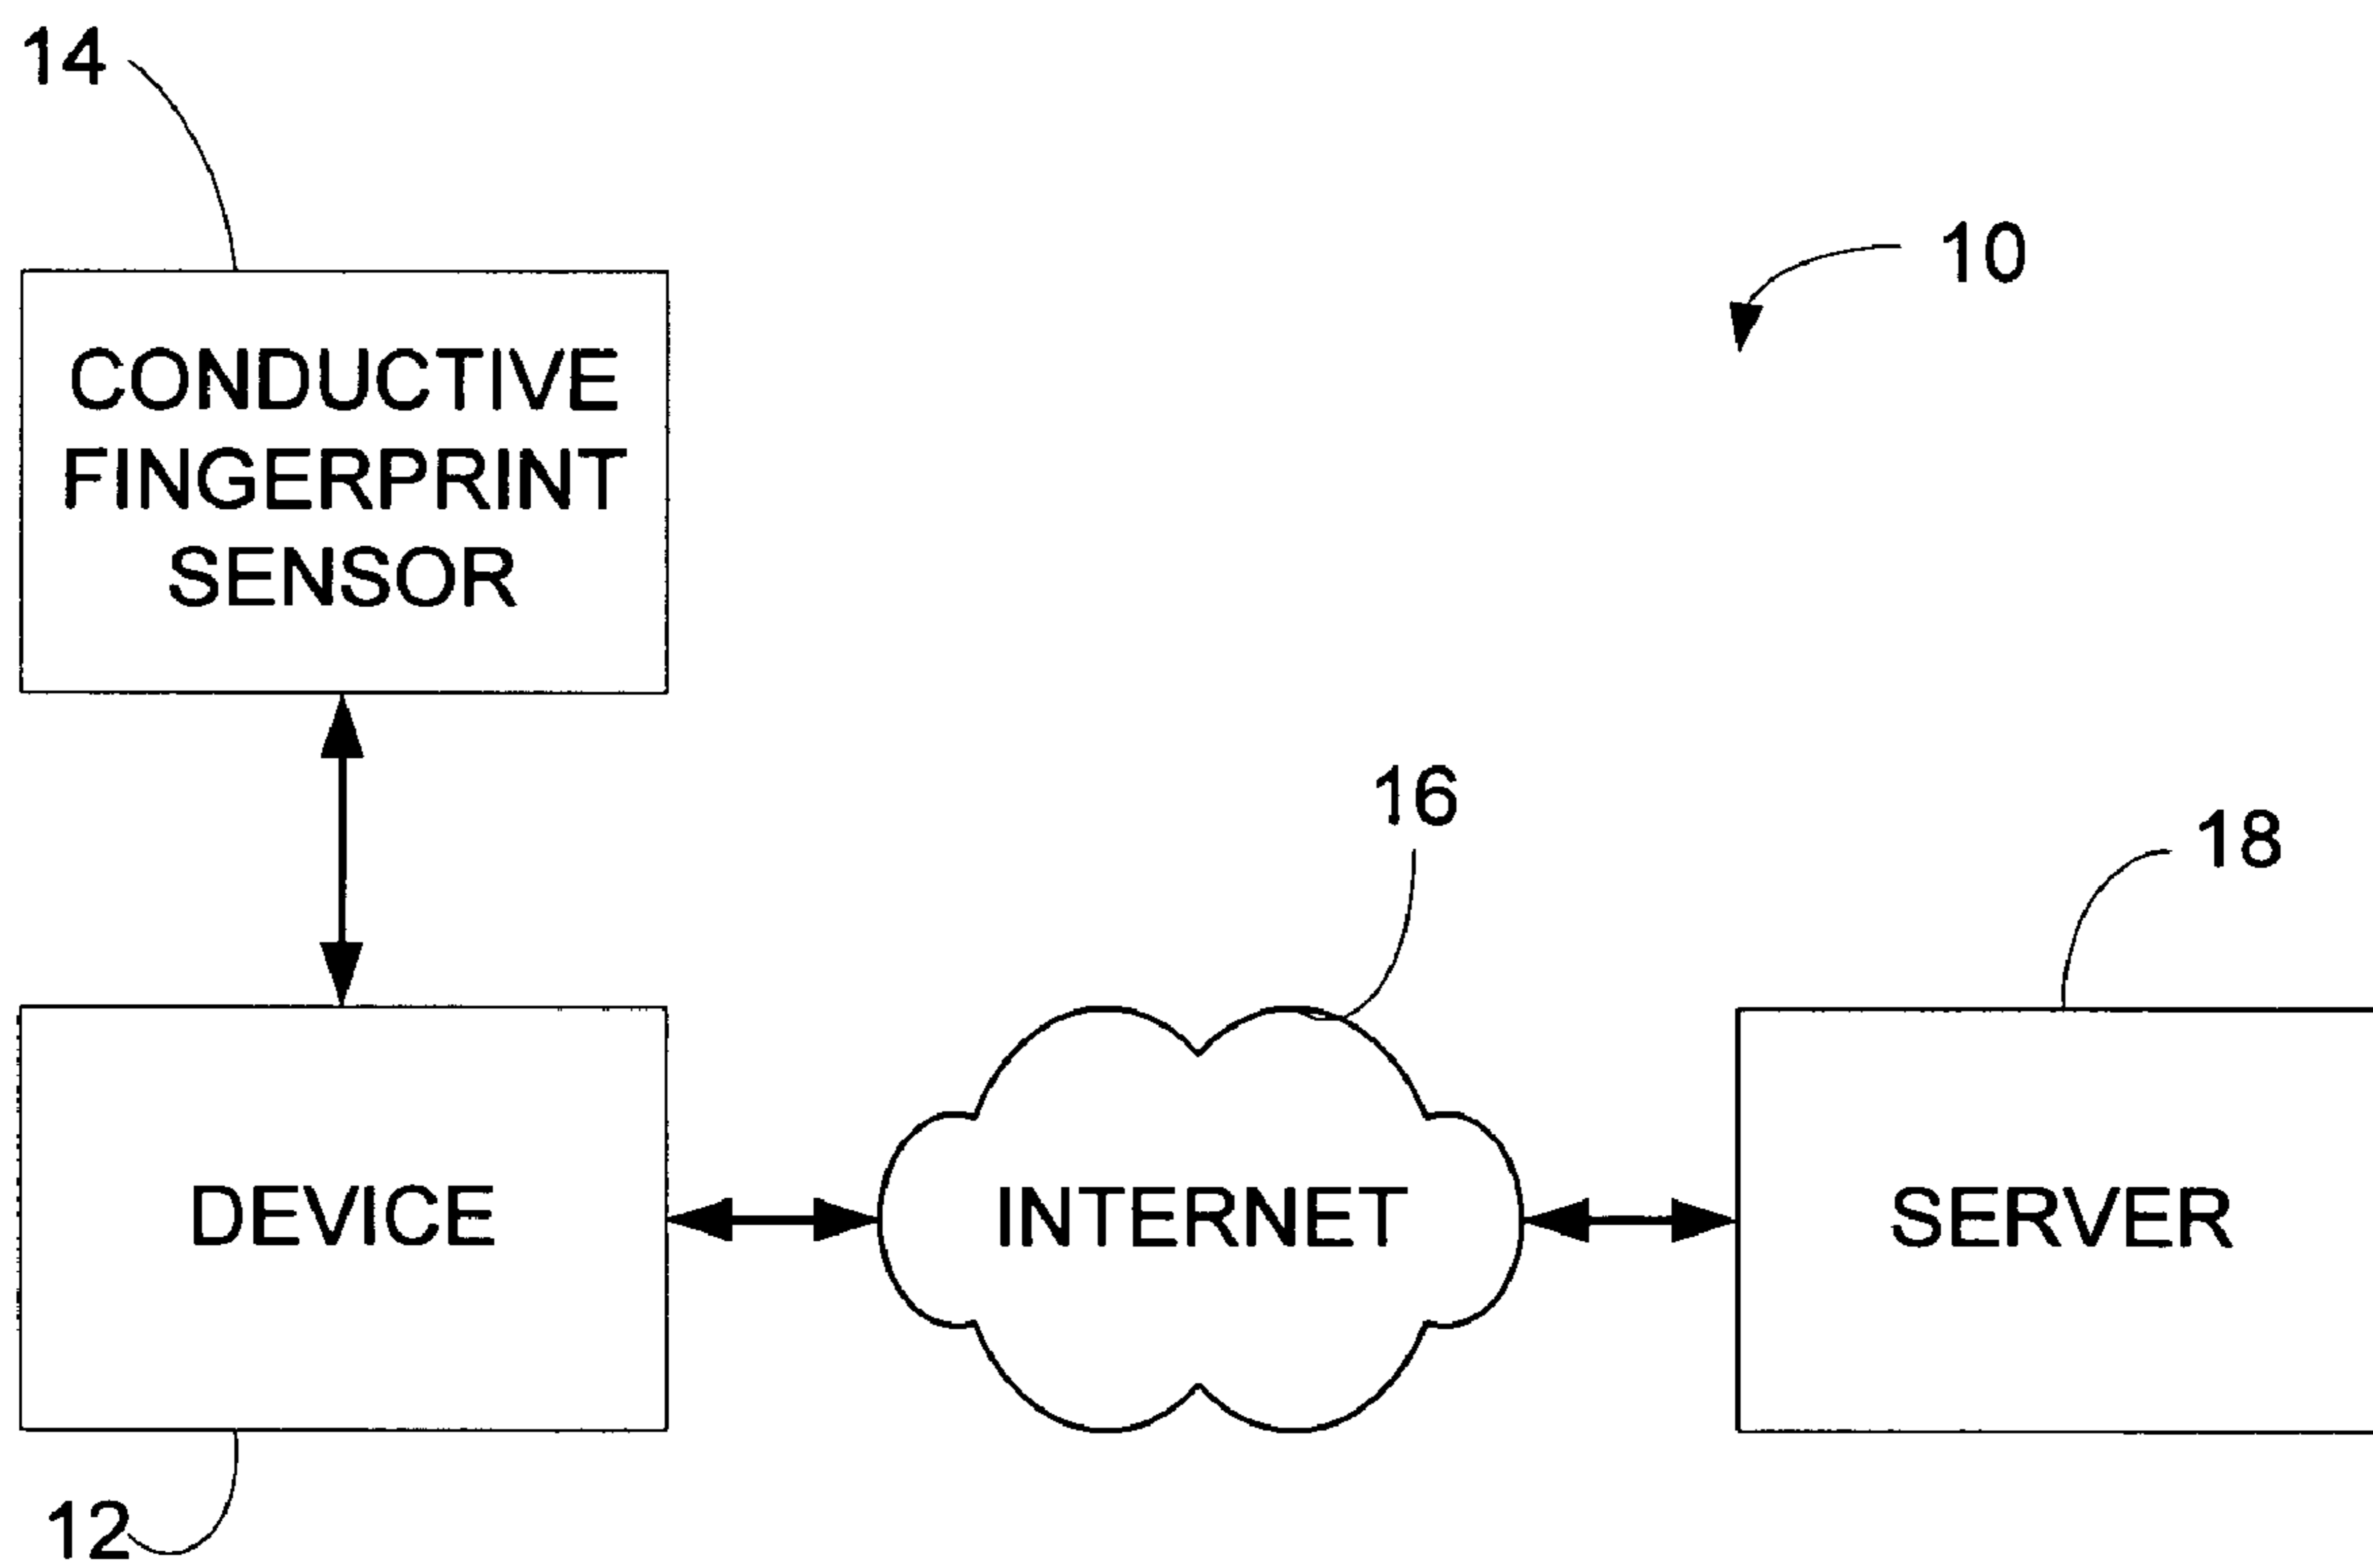 14
10
CONDUCTIVE
FINGERPRINT
SENSOR
16
18
DEVICE
INTERNET
SERVER
12